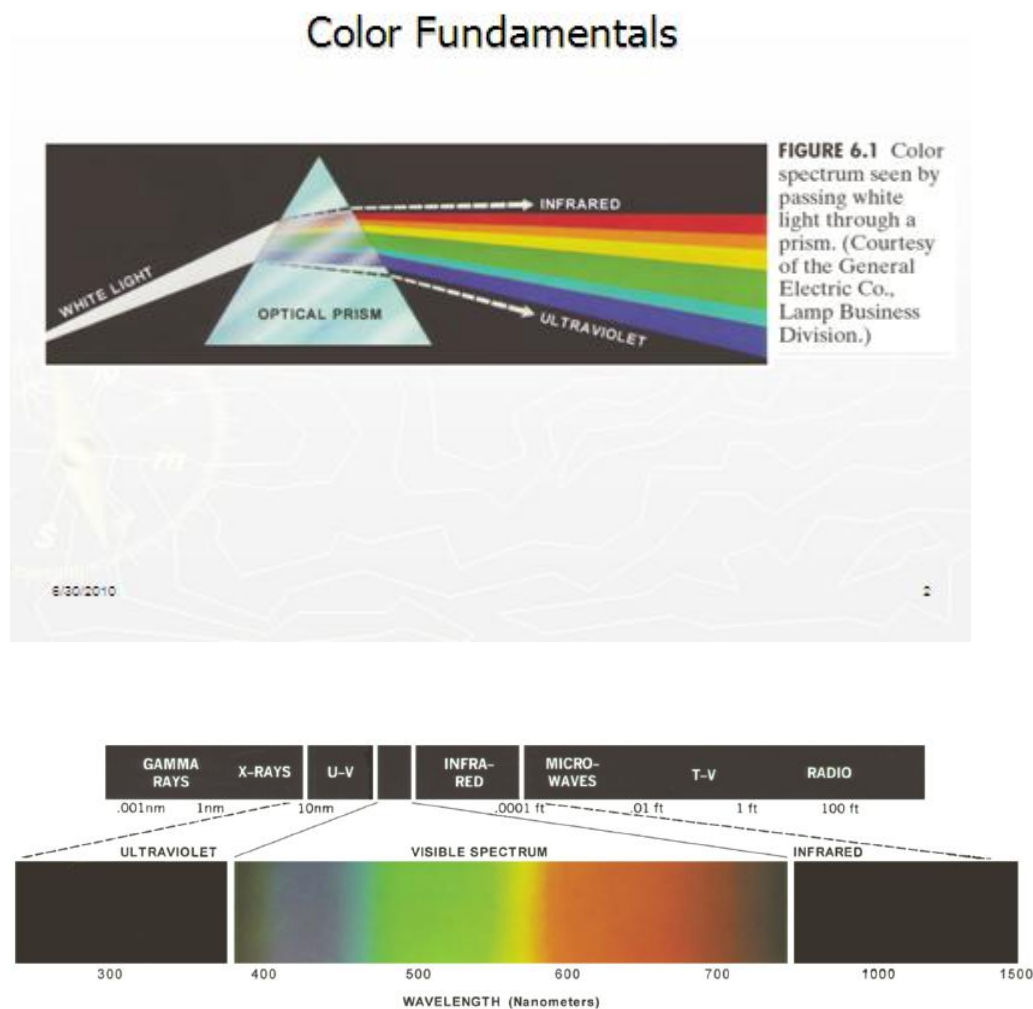 Color Fundamentals
FIGURE 6.1 Color
spectrum seen by
passing white
light through a
prism. (Courtesy
of the General
Electric Co.,
Lamp Business
Division.)
INFRARED
WHITE LIGHT
OPTICAL PRISM
ULTRAVIOLET
m
S
6/30/2010
2
GAMMA RAYS
X–RAYS
U–V
INFRA–RED
MICRO–WAVES
T–V
RADIO
.001nm 1nm 10nm .0001 ft .01 ft 1 ft 100 ft
ULTRAVIOLET VISIBLE SPECTRUM INFRARED
300 400 500 600 700 1000 1500
WAVELENGTH (Nanometers)